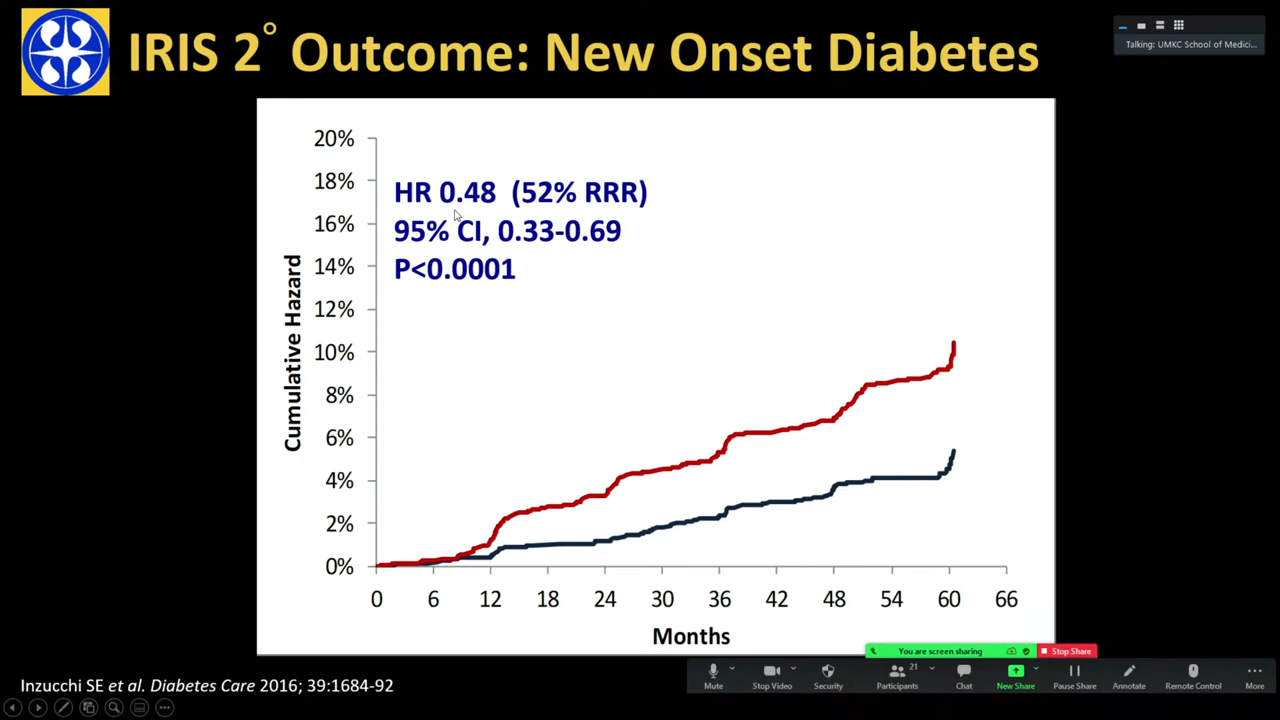 IRIS 2° Outcome: New Onset Diabetes
Talking: UMKC School of Medici...
20%
18%
16%
14%
12%
10%
8%
6%
4%
2%
0%
Cumulative Hazard
HR 0.48 (52% RRR)
95% CI, 0.33-0.69
P<0.0001
0 6 12 18 24 30 36 42 48 54 60 66
Months
You are screen sharing
Stop Share
21
Mute
Stop Video
Security
Participants
Chat
New Share
Pause Share
Annotate
Remote Control
More
Inzucchi SE et al. Diabetes Care 2016; 39:1684-92